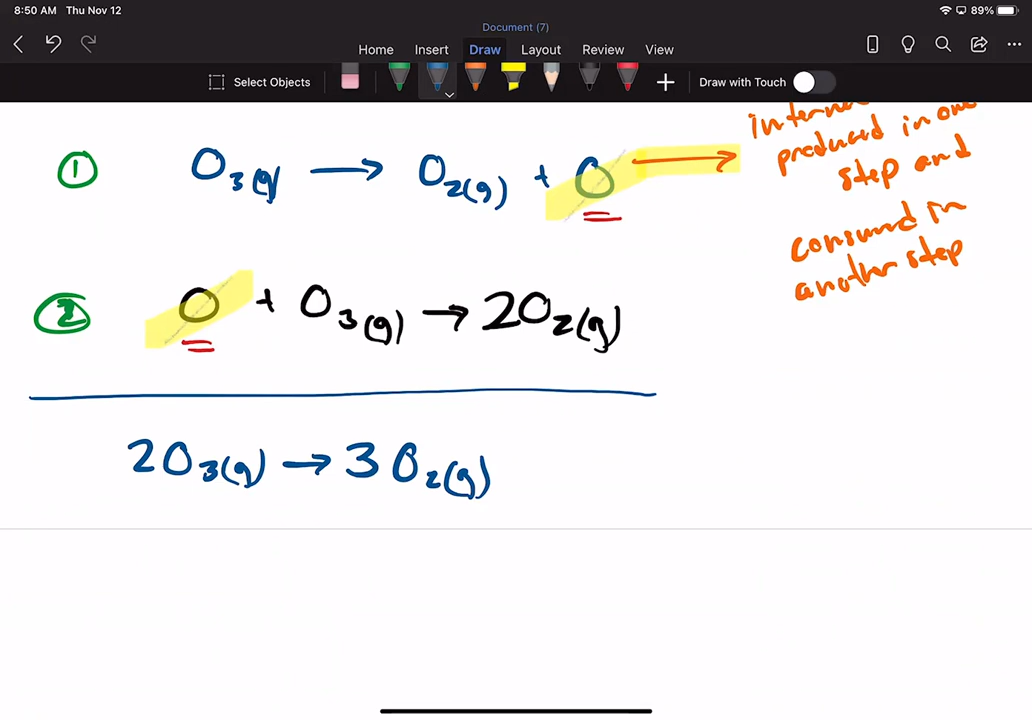 8:50 AM Thu Nov 12
89%
Document (7)
Home Insert Draw Layout Review View
Select Objects
Draw with Touch
produced in one
step and
consumed in
another step
① O₃(g) → O₂(g) + O
② O + O₃(g) → 2O₂(g)
2O₃(g) → 3O₂(g)